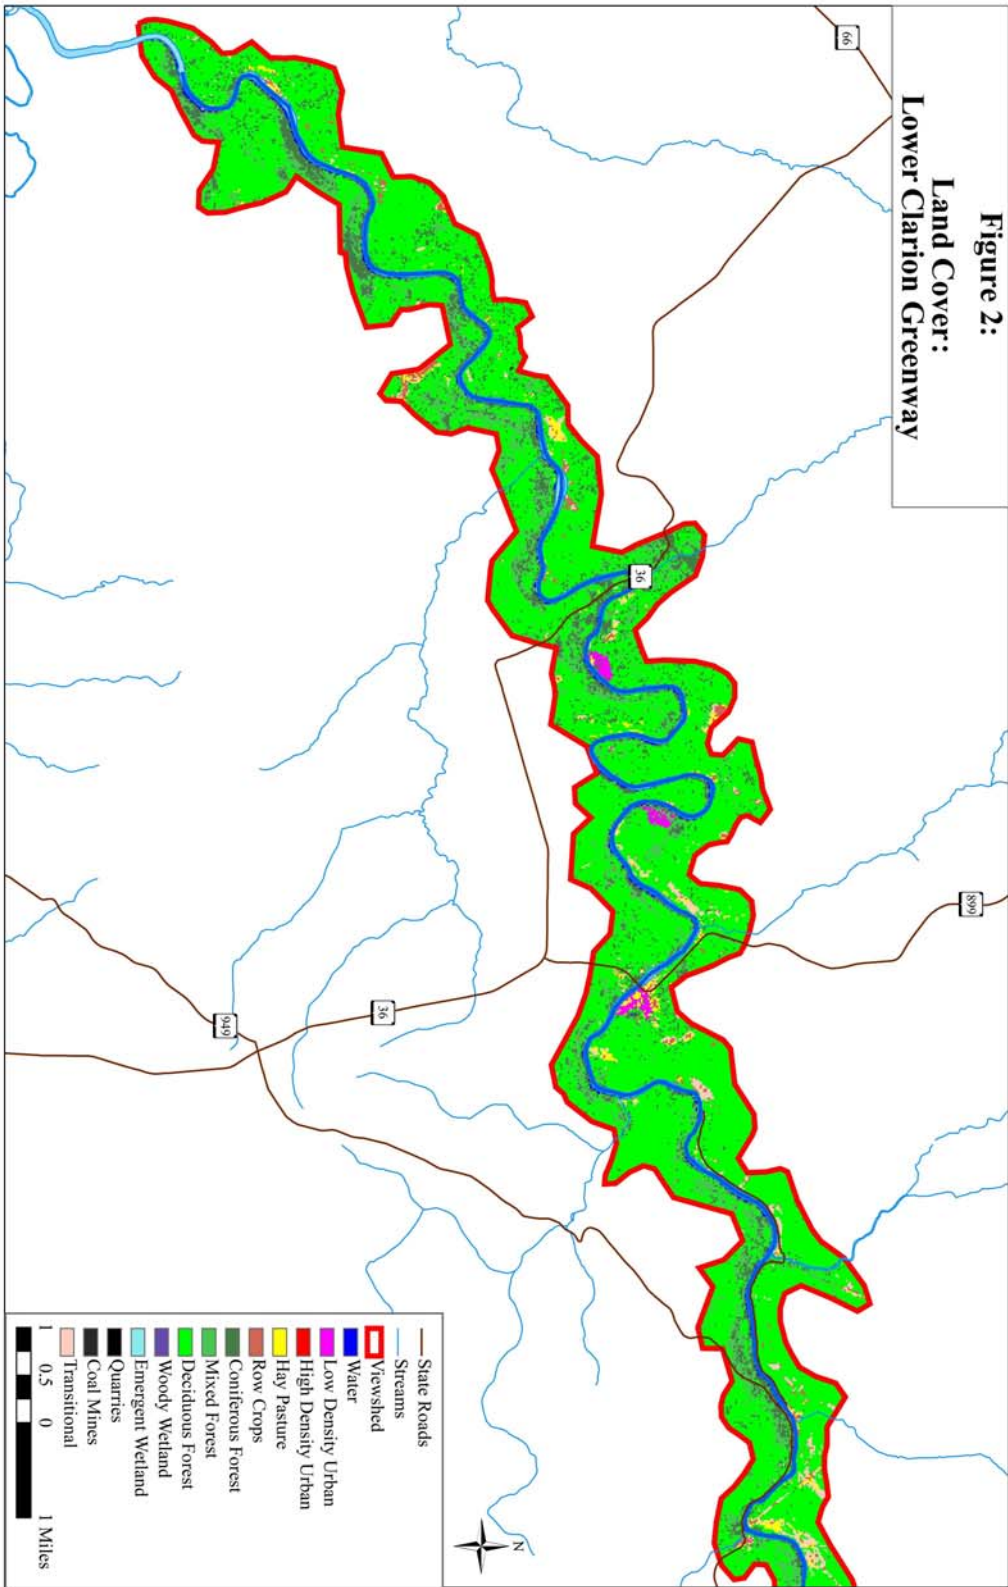 Figure 2:
Land Cover:
Lower Clarion Greenway
66
36
899
36
949
State Roads
Streams
Viewshed
Water
Low Density Urban
High Density Urban
Hay Pasture
Row Crops
Coniferous Forest
Mixed Forest
Deciduous Forest
Woody Wetland
Emergent Wetland
Quarries
Coal Mines
Transitional
1 0.5 0 1 Miles
N